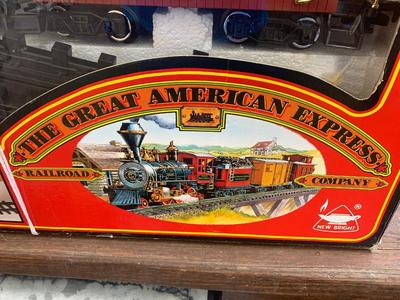 THE GREAT AMERICAN EXPRESS
RAILROAD
COMPANY
®
NEW BRIGHT